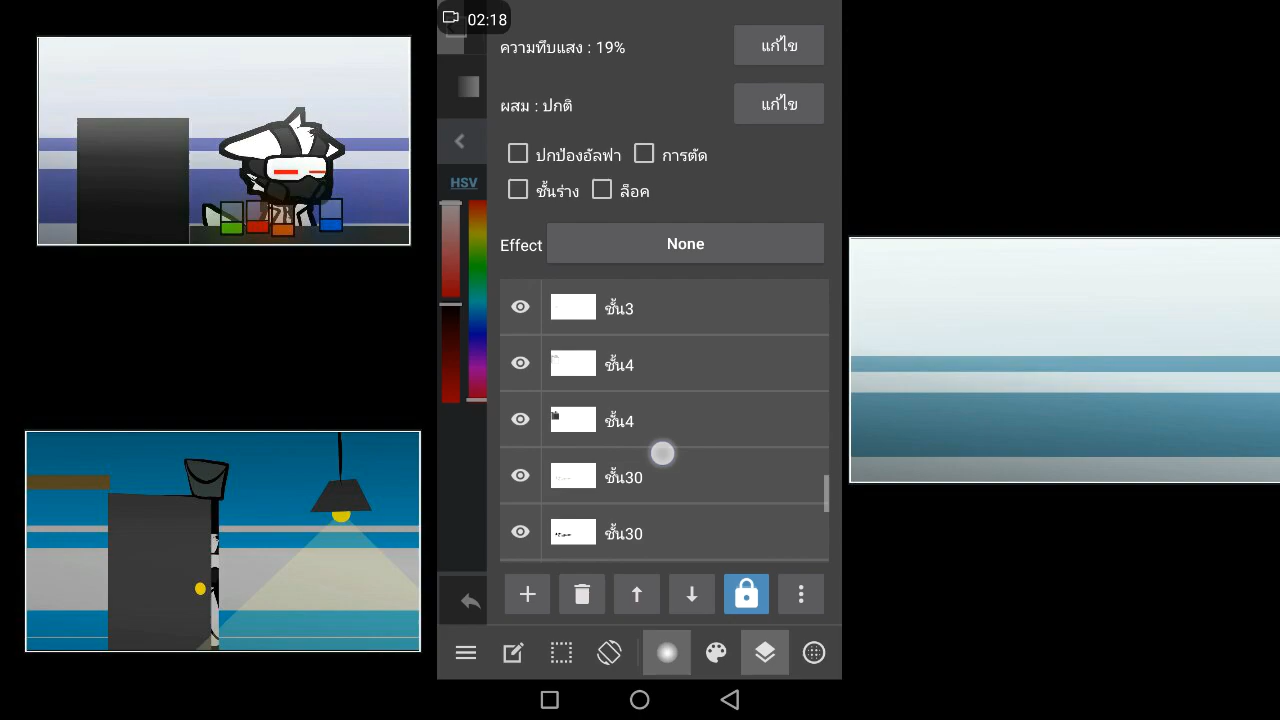 02:18
ความทึบแสง : 19%
แก้ไข
ผสม : ปกติ
แก้ไข
ปกป้องอัลฟา
การตัด
HSV
ชั้นร่าง
ล็อค
Effect
None
ชั้น3
ชั้น4
ชั้น4
ชั้น30
ชั้น30